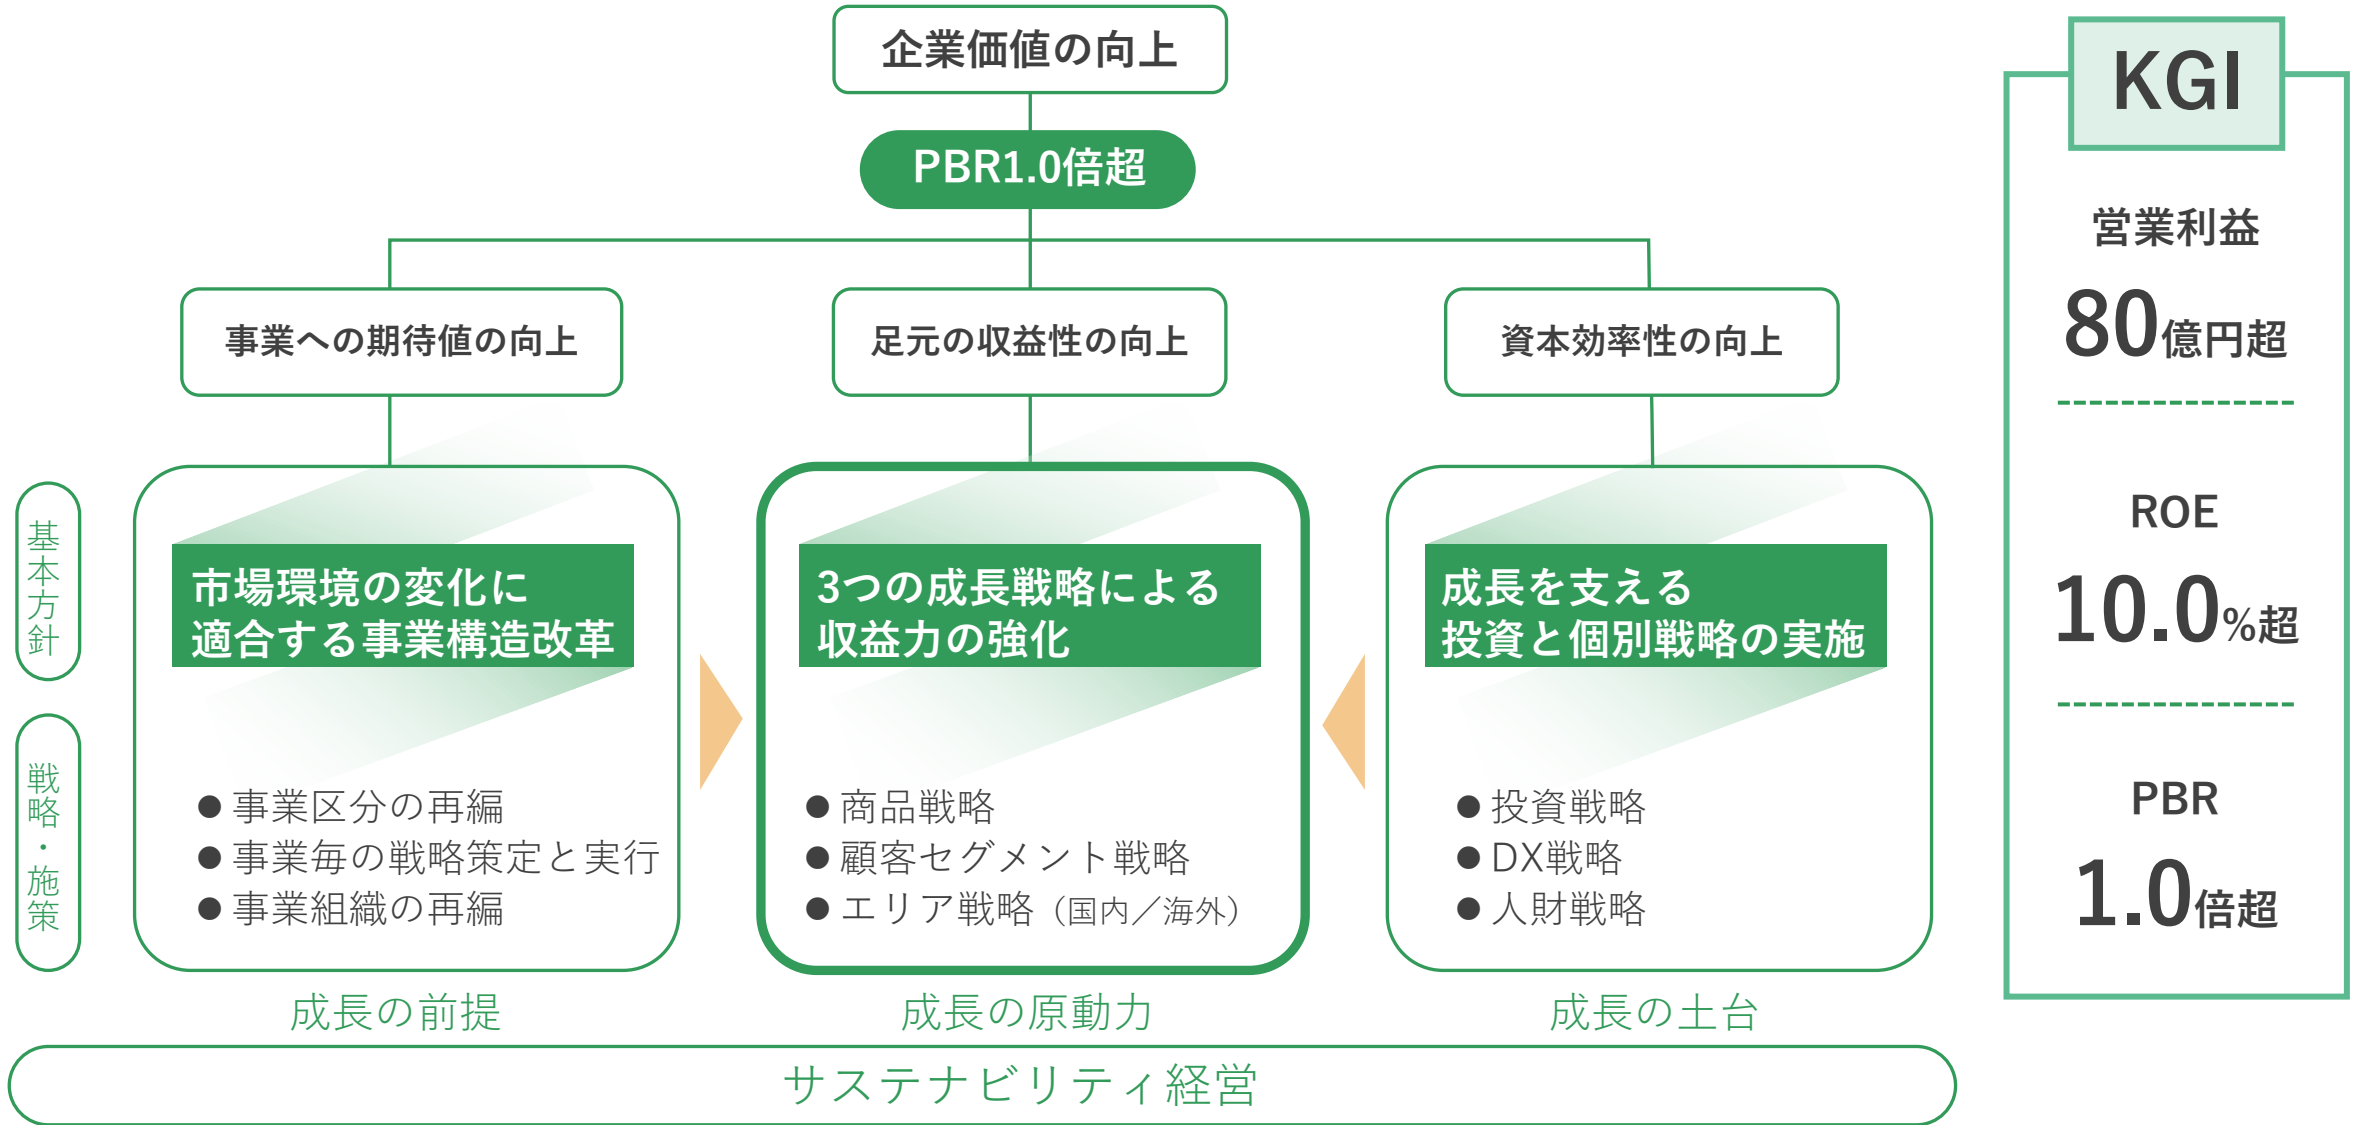 企業価値の向上
PBR1.0倍超
事業への期待値の向上
足元の収益性の向上
資本効率性の向上
基本方針
市場環境の変化に
適合する事業構造改革
3つの成長戦略による
収益力の強化
成長を支える
投資と個別戦略の実施
戦略・施策
● 事業区分の再編
● 事業毎の戦略策定と実行
● 事業組織の再編
● 商品戦略
● 顧客セグメント戦略
● エリア戦略（国内／海外）
● 投資戦略
● DX戦略
● 人財戦略
成長の前提
成長の原動力
成長の土台
サステナビリティ経営
KGI
営業利益
80億円超
ROE
10.0%超
PBR
1.0倍超